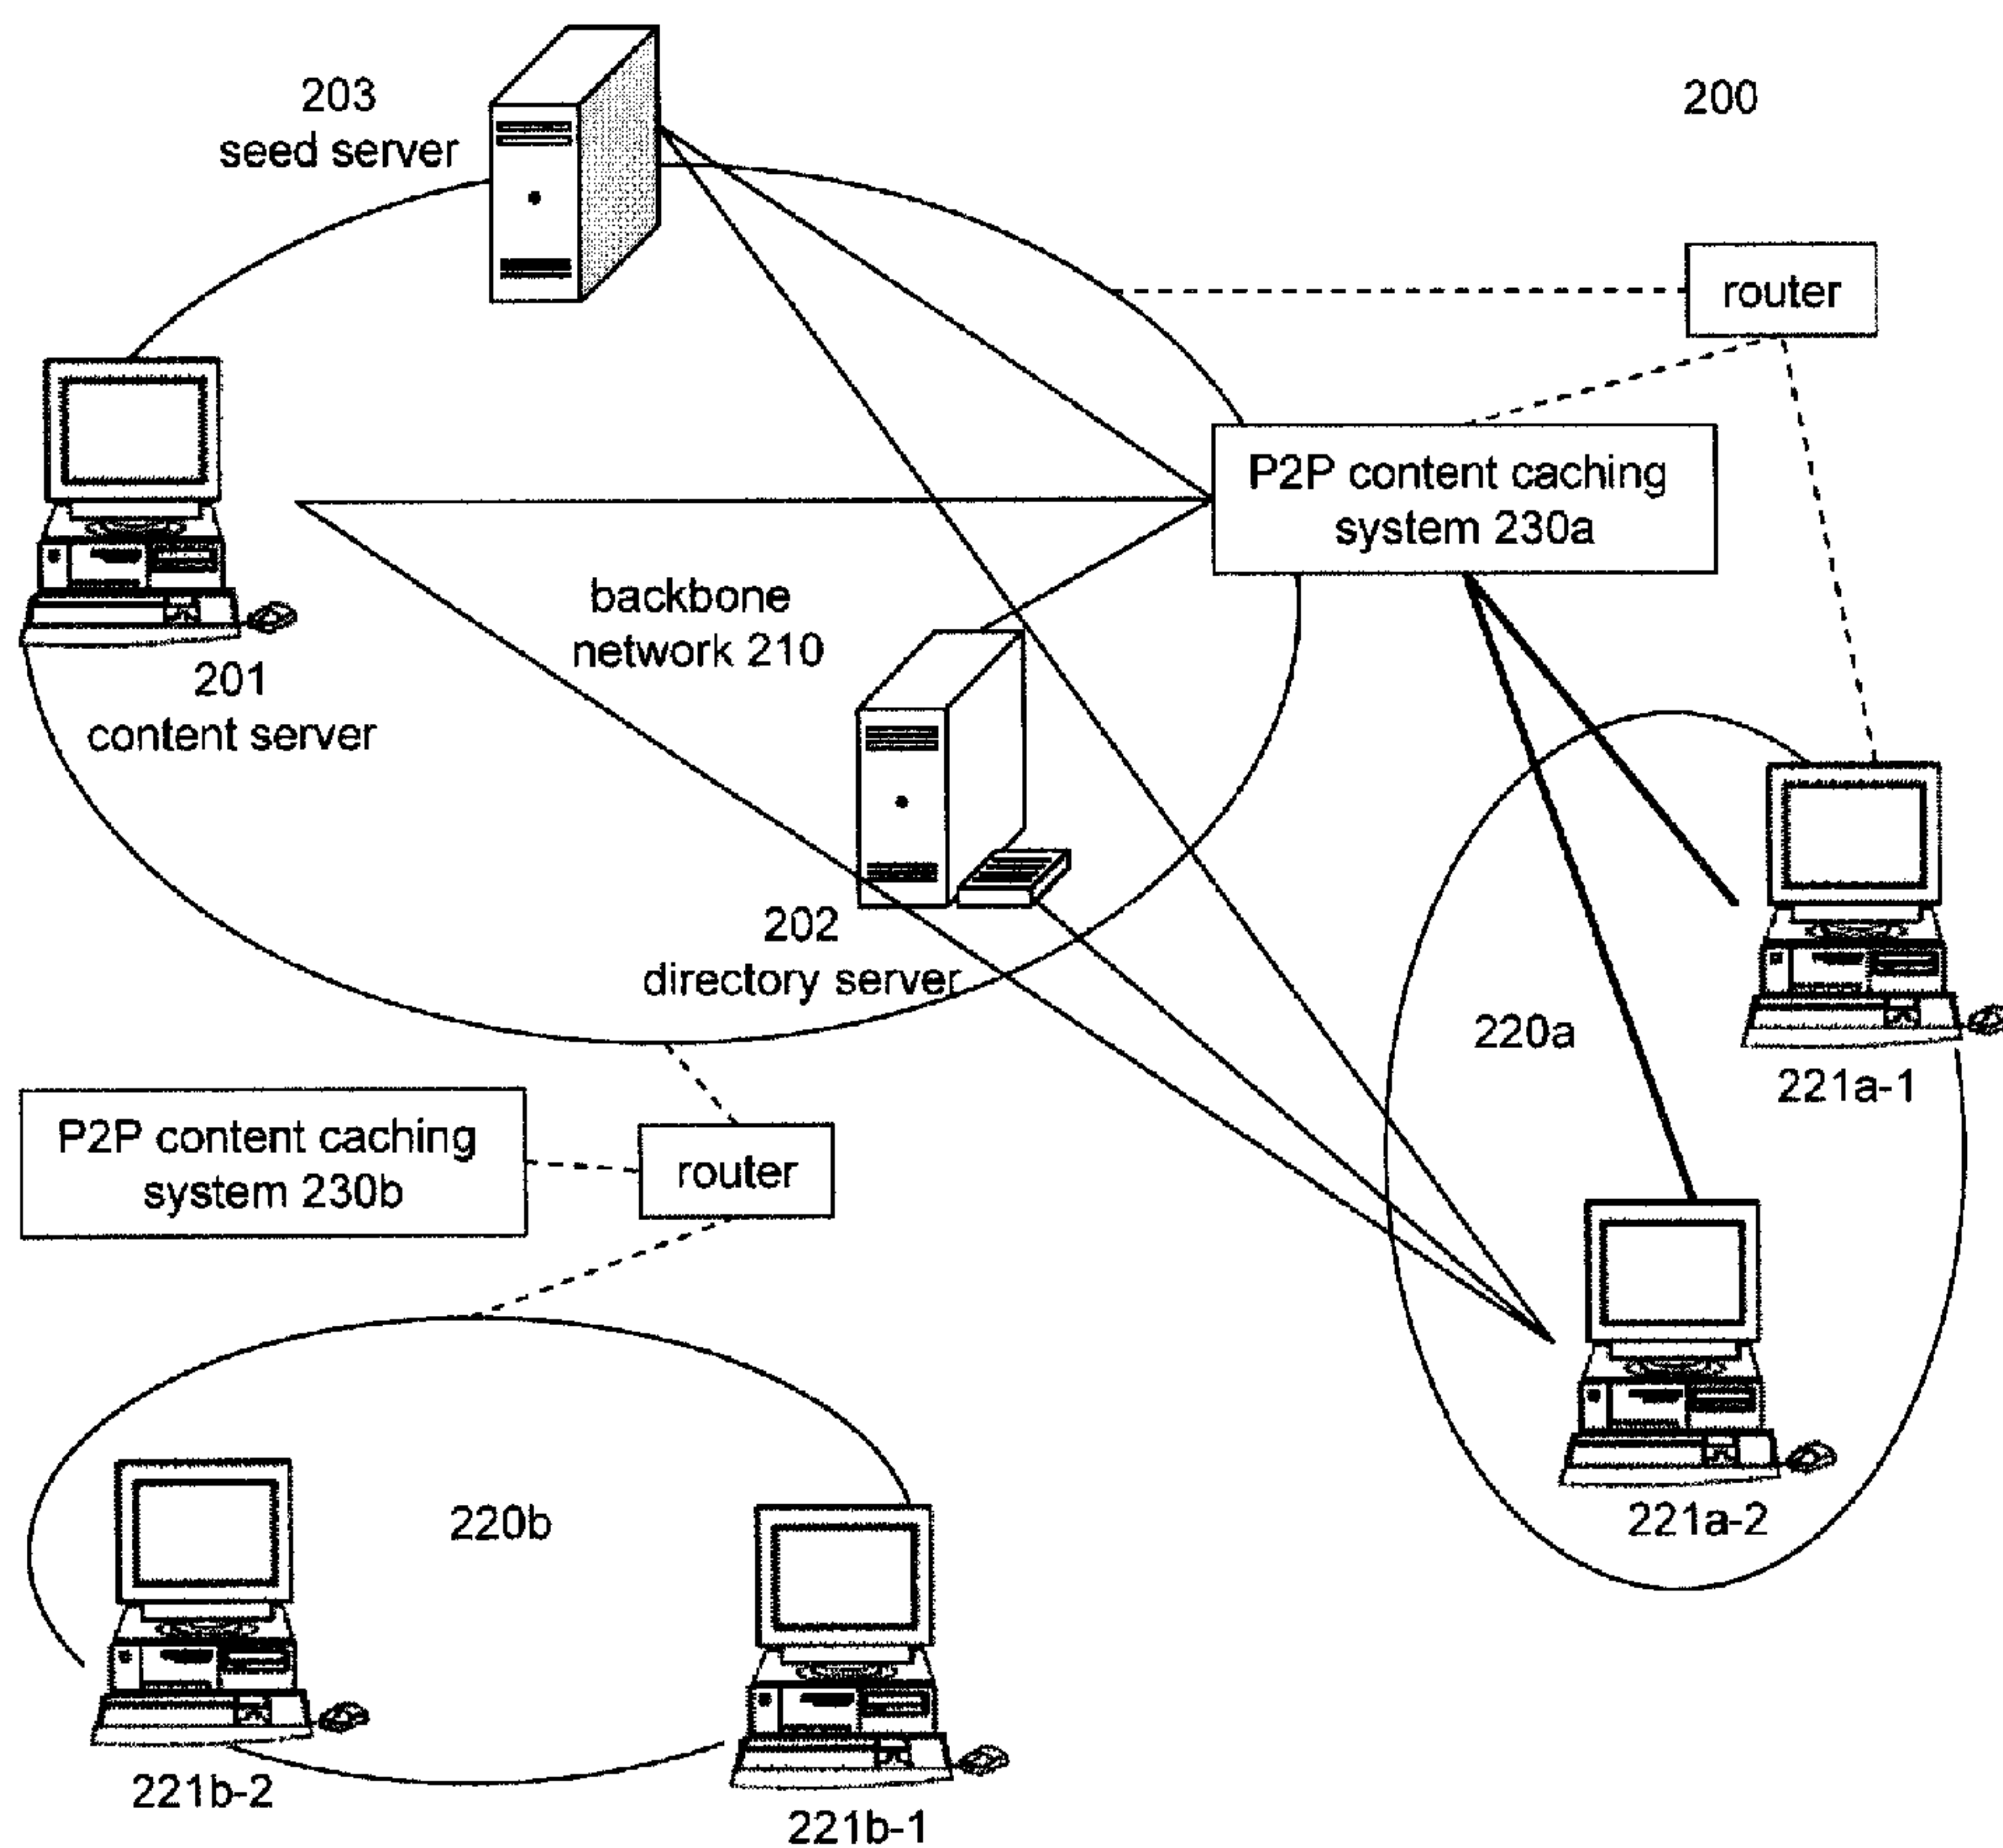 203
seed server
200
router
P2P content caching
system 230a
backbone
network 210
201
content server
202
directory server
220a
221a-1
P2P content caching
system 230b
router
221a-2
220b
221b-2
221b-1